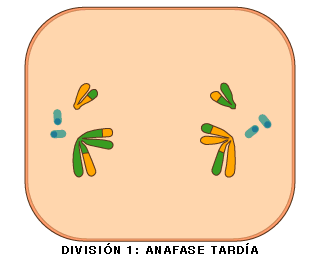 DIVISIÓN 1: ANAFASE TARDÍA